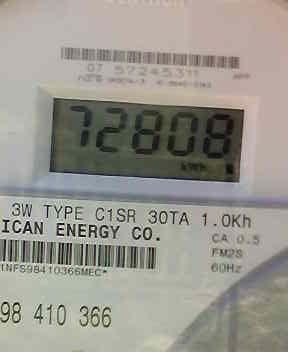 07 57245311
72808
kWh
3W TYPE C1SR 30TA 1.0Kh
ICAN ENERGY CO.
CA 0.5
FM2S
60Hz
1NFS98410366MEC*
98 410 366